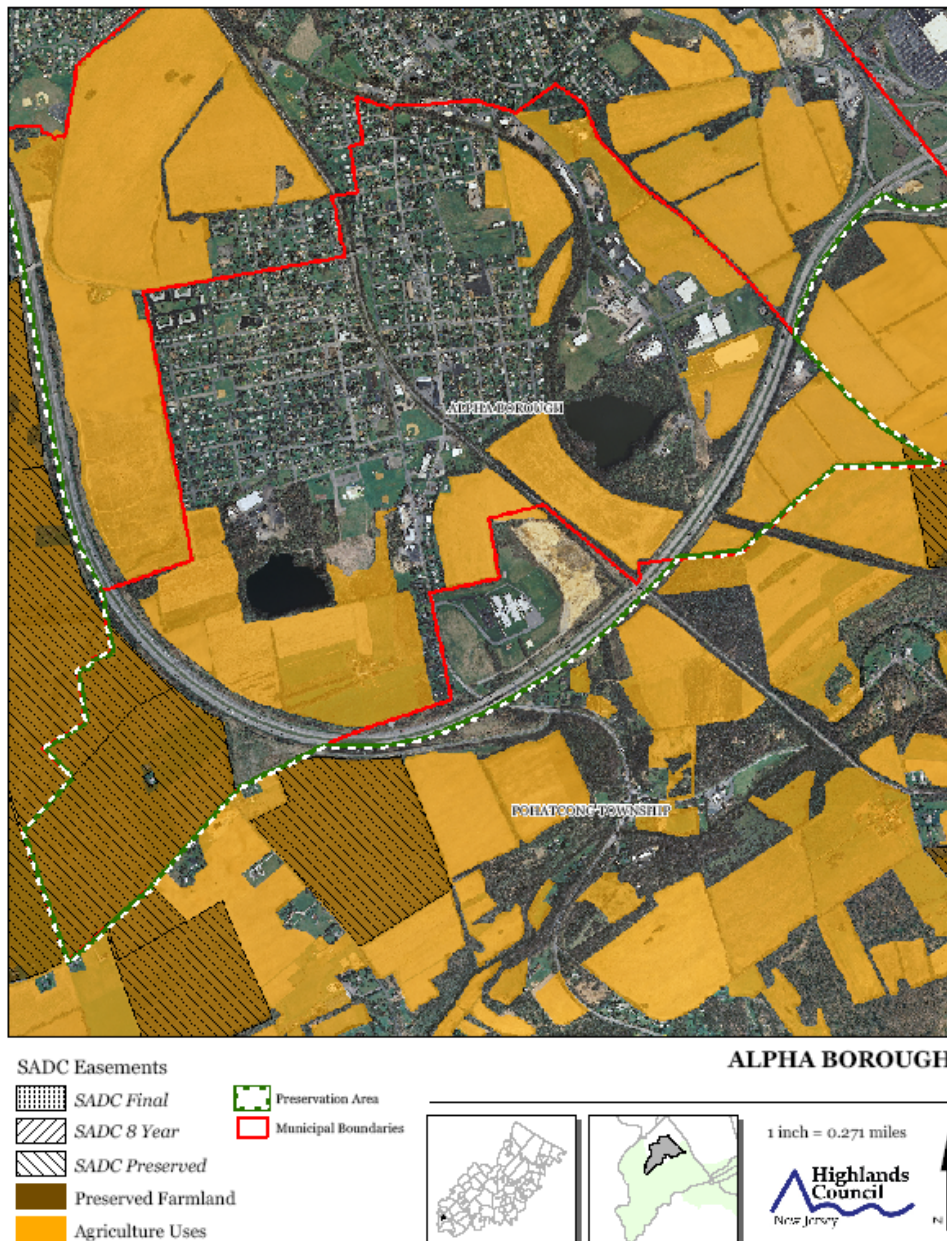 ALPHA BOROUGH
POHATCONG TOWNSHIP
SADC Easements
SADC Final
SADC 8 Year
SADC Preserved
Preserved Farmland
Agriculture Uses
Preservation Area
Municipal Boundaries
ALPHA BOROUGH
1 inch = 0.271 miles
Highlands
Council
New Jersey
N